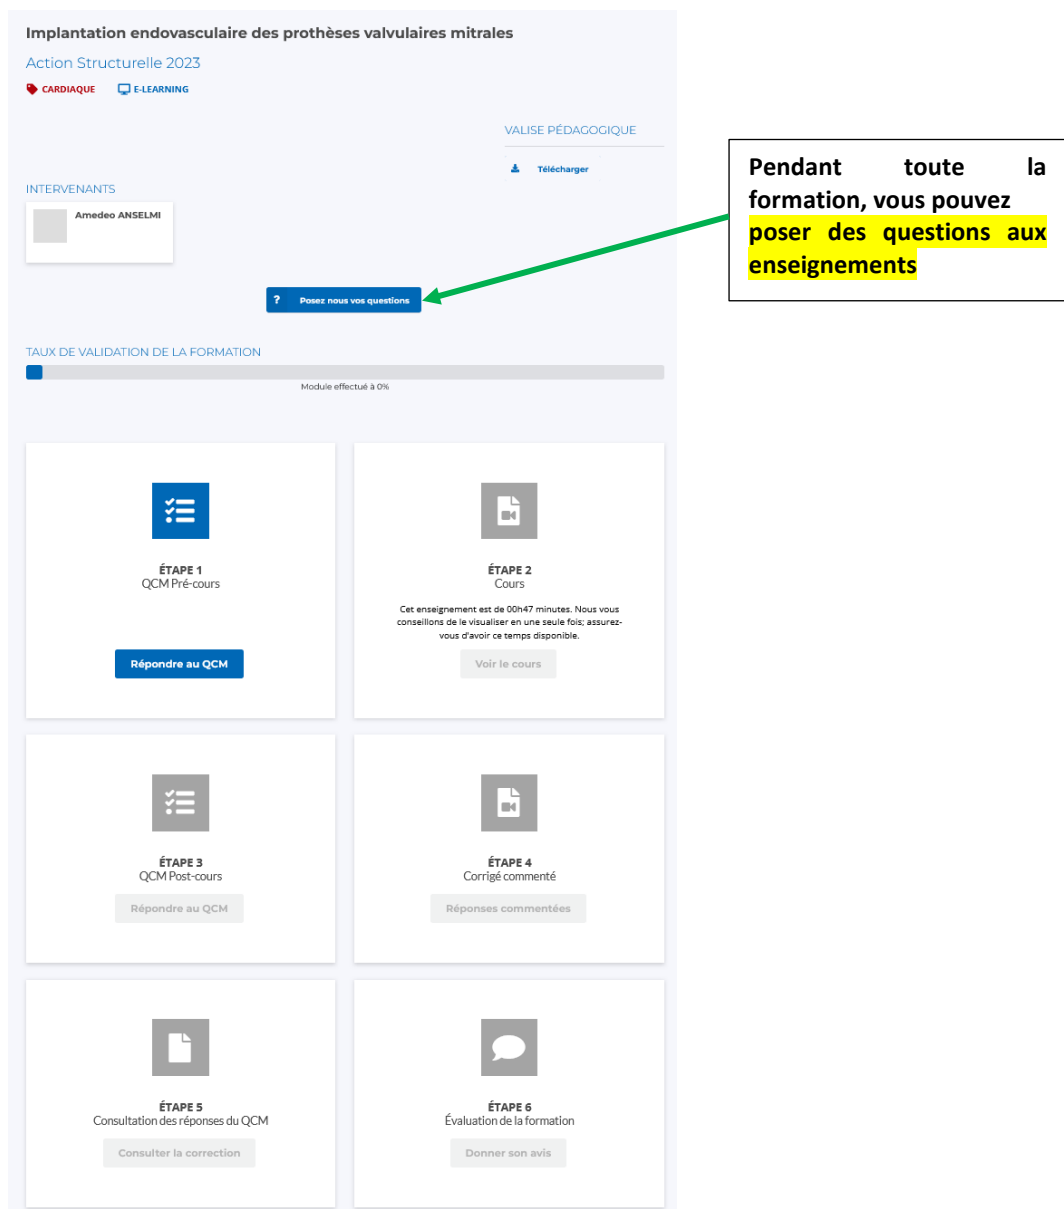 Implantation endovasculaire des prothèses valvulaires mitrales
Action Structurelle 2023
CARDIAQUE E-LEARNING
VALISE PÉDAGOGIQUE
Télécharger
INTERVENANTS
Amedeo ANSELMI
Pendant toute la
formation, vous pouvez
poser des questions aux
enseignements
? Posez nous vos questions
TAUX DE VALIDATION DE LA FORMATION
Module effectué à 0%
ÉTAPE 1
QCM Pré-cours
Répondre au QCM
ÉTAPE 2
Cours
Cet enseignement est de 00h47 minutes. Nous vous
conseillons de le visualiser en une seule fois; assurez-
vous d'avoir ce temps disponible.
Voir le cours
ÉTAPE 3
QCM Post-cours
Répondre au QCM
ÉTAPE 4
Corrigé commenté
Réponses commentées
ÉTAPE 5
Consultation des réponses du QCM
Consulter la correction
ÉTAPE 6
Évaluation de la formation
Donner son avis